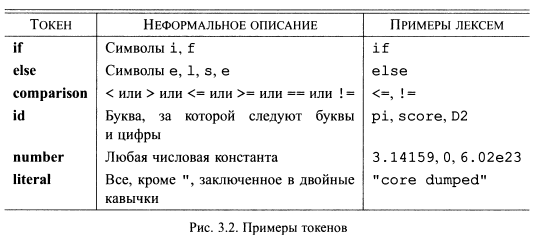 ТОКЕН НЕФОРМАЛЬНОЕ ОПИСАНИЕ ПРИМЕРЫ ЛЕКСЕМ
if Символы i, f if
else Символы e, l, s, e else
comparison < или > или <= или >= или == или != <=, !=
id Буква, за которой следуют буквы pi, score, D2
и цифры
number Любая числовая константа 3.14159, 0, 6.02e23
literal Все, кроме ", заключенное в двойные "core dumped"
кавычки
Рис. 3.2. Примеры токенов